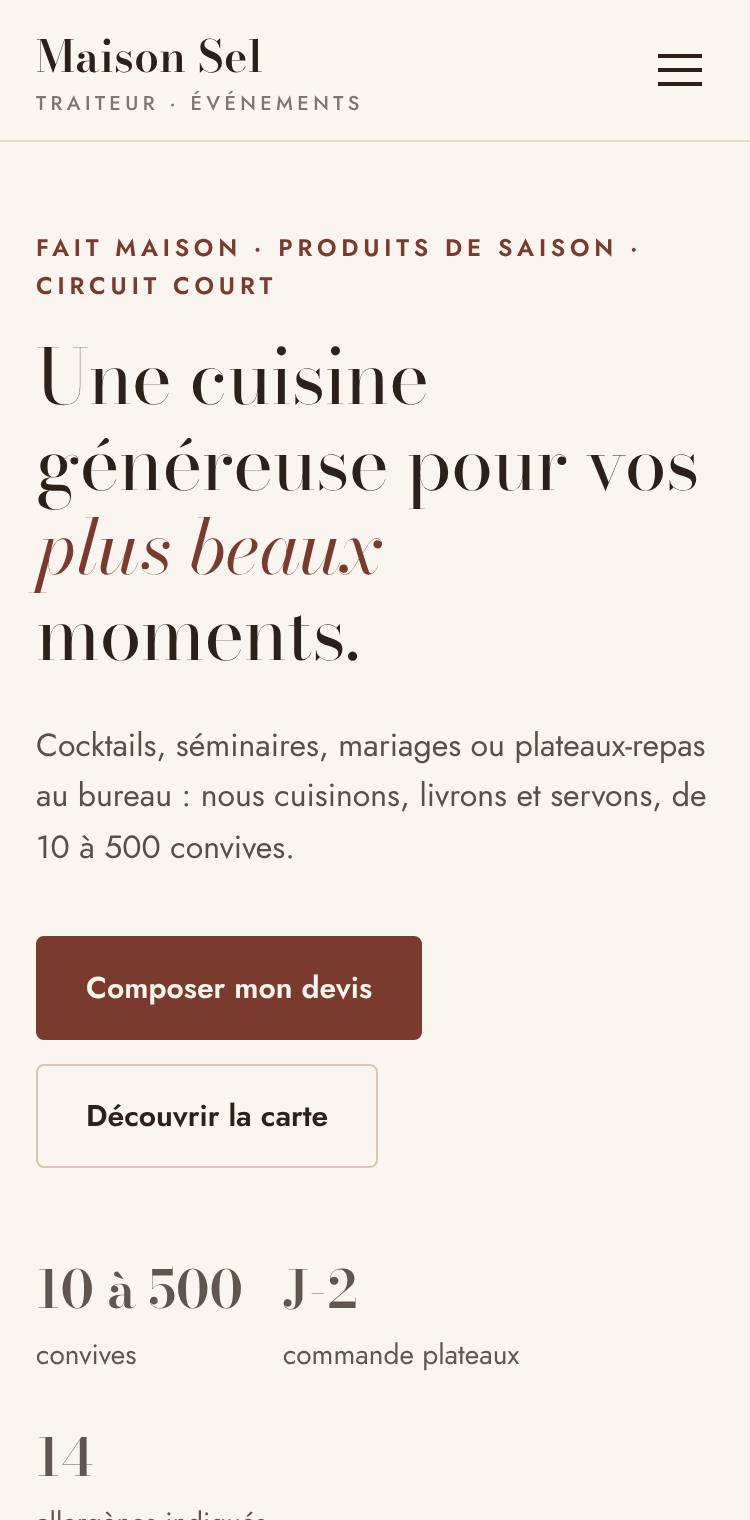 Maison Sel
TRAITEUR · ÉVÉNEMENTS
FAIT MAISON · PRODUITS DE SAISON ·
CIRCUIT COURT
Une cuisine
généreuse pour vos
plus beaux
moments.
Cocktails, séminaires, mariages ou plateaux-repas
au bureau : nous cuisinons, livrons et servons, de
10 à 500 convives.
Composer mon devis
Découvrir la carte
10 à 500
convives
J-2
commande plateaux
14
allergènes indiqués